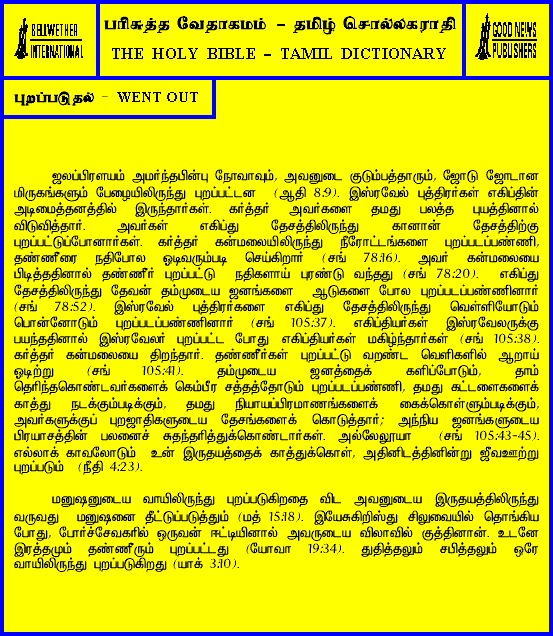 BELLWETHER
INTERNATIONAL
பரிசுத்த வேதாகமம் – தமிழ் சொல்லகராதி
THE HOLY BIBLE – TAMIL DICTIONARY
GOOD NEWS
PUBLISHERS
புறப்படுதல் – WENT OUT
ஜலப்பிரளயம் அமர்ந்தபின்பு நோவாவும், அவனுடை குடும்பத்தாரும், ஜோடு ஜோடான
மிருகங்களும் பேழையிலிருந்து புறப்பட்டன (ஆதி 8:9). இஸ்ரவேல் புத்திரர்கள் எகிப்தின்
அடிமைத்தனத்தில் இருந்தார்கள். கர்த்தர் அவர்களை தமது பலத்த புயத்தினால்
விடுவித்தார். அவர்கள் எகிப்து தேசத்திலிருந்து கானான் தேசத்திற்கு
புறப்பட்டுப்போனார்கள். கர்த்தர் கன்மலையிலிருந்து நீரோட்டங்களை புறப்படப்பண்ணி,
தண்ணீரை நதிபோல ஓடிவரும்படி செய்கிறார் (சங் 78:16). அவர் கன்மலையை
பிடித்ததினால் தண்ணீர் புறப்பட்டு நதிகளாய் புரண்டு வந்தது (சங் 78:20). எகிப்து
தேசத்திலிருந்து தேவன் தம்முடைய ஜனங்களை ஆடுகளை போல புறப்படப்பண்ணினார்
(சங் 78:52). இஸ்ரவேல் புத்திரர்களை எகிப்து தேசத்திலிருந்து வெள்ளியோடும்
பொன்னோடும் புறப்படப்பண்ணினார் (சங் 105:37). எகிப்தியர்கள் இஸ்ரவேலருக்கு
பயந்ததினால் இஸ்ரவேலர் புறப்பட்ட போது எகிப்தியர்கள் மகிழ்ந்தார்கள் (சங் 105:38).
கர்த்தர் கன்மலையை திறந்தார். தண்ணீர்கள் புறப்பட்டு வறண்ட வெளிகளில் ஆறாய்
ஓடிற்று (சங் 105:41). தம்முடைய ஜனத்தைக் களிப்போடும், தாம்
தெரிந்தகொண்டவர்களைக் கெம்பீர சத்தத்தோடும் புறப்படப்பண்ணி, தமது கட்டளைகளைக்
காத்து நடக்கும்படிக்கும், தமது நியாயப்பிரமாணங்களைக் கைக்கொள்ளும்படிக்கும்,
அவர்களுக்குப் புறஜாதிகளுடைய தேசங்களைக் கொடுத்தார்; அந்நிய ஜனங்களுடைய
பிரயாசத்தின் பலனைச் சுதந்தரித்துக்கொண்டார்கள். அல்லேலூயா (சங் 105:43-45).
எல்லாக் காவலோடும் உன் இருதயத்தைக் காத்துக்கொள், அதினிடத்தினின்று ஜீவஊற்று
புறப்படும் (நீதி 4:23).
மனுஷனுடைய வாயிலிருந்து புறப்படுகிறதை விட அவனுடைய இருதயத்திலிருந்து
வருவது மனுஷனை தீட்டுப்படுத்தும் (மத் 15:18). இயேசுகிறிஸ்து சிலுவையில் தொங்கிய
போது, போர்ச்சேவகரில் ஒருவன் ஈட்டியினால் அவருடைய விலாவில் குத்தினான். உடனே
இரத்தமும் தண்ணீரும் புறப்பட்டது (யோவா 19:34). துதித்தலும் சபித்தலும் ஒரே
வாயிலிருந்து புறப்படுகிறது (யாக் 3:10).